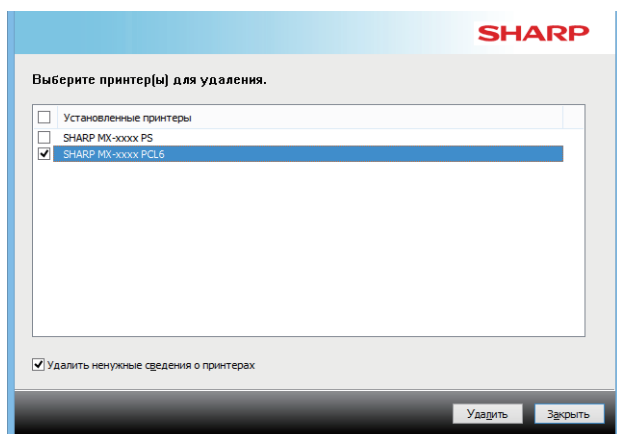 SHARP
Выберите принтер(ы) для удаления.
Установленные принтеры
SHARP MX-xxxx PS
SHARP MX-xxxx PCL6
Удалить ненужные сведения о принтерах
Удалить Закрыть